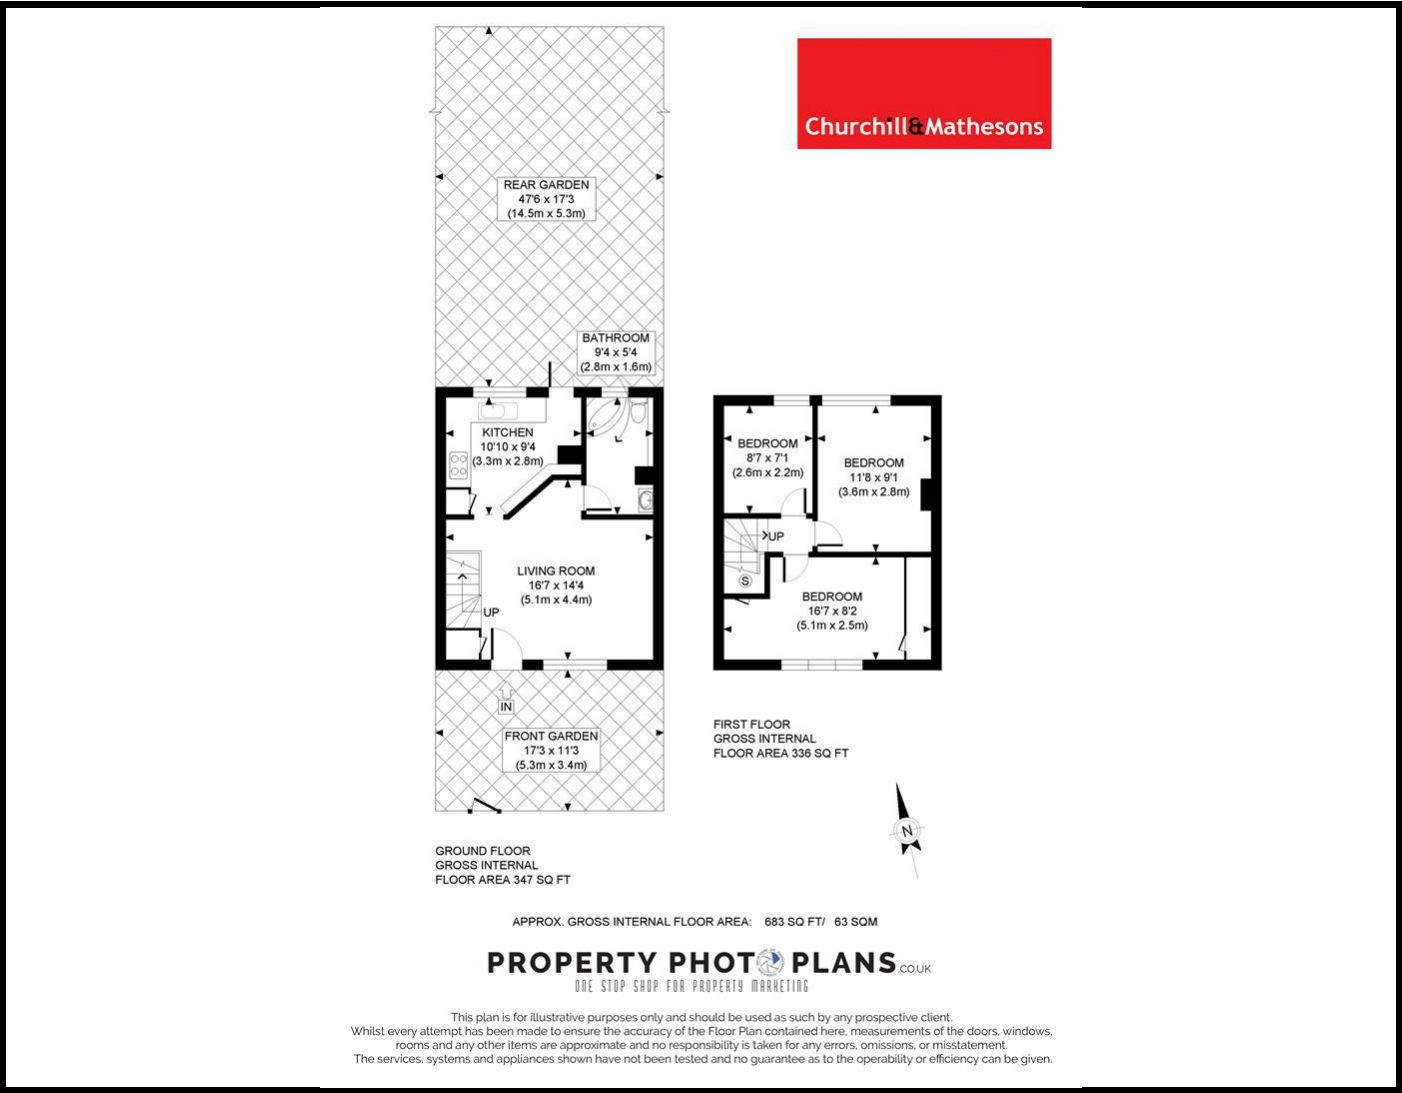 Churchill&Mathesons
REAR GARDEN
47'6 x 17'3
(14.5m x 5.3m)
BATHROOM
9'4 x 5'4
(2.8m x 1.6m)
KITCHEN
10'10 x 9'4
(3.3m x 2.8m)
LIVING ROOM
16'7 x 14'4
(5.1m x 4.4m)
UP
IN
FRONT GARDEN
17'3 x 11'3
(5.3m x 3.4m)
GROUND FLOOR
GROSS INTERNAL
FLOOR AREA 347 SQ FT
BEDROOM
8'7 x 7'1
(2.6m x 2.2m)
BEDROOM
11'8 x 9'1
(3.6m x 2.8m)
UP
S
BEDROOM
16'7 x 8'2
(5.1m x 2.5m)
FIRST FLOOR
GROSS INTERNAL
FLOOR AREA 336 SQ FT
N
APPROX. GROSS INTERNAL FLOOR AREA: 683 SQ FT/ 63 SQM
PROPERTY PHOTO PLANS.CO.UK
ONE STOP SHOP FOR PROPERTY MARKETING
This plan is for illustrative purposes only and should be used as such by any prospective client.
Whilst every attempt has been made to ensure the accuracy of the Floor Plan contained here, measurements of the doors, windows,
rooms and any other items are approximate and no responsibility is taken for any errors, omissions, or misstatement.
The services, systems and appliances shown have not been tested and no guarantee as to the operability or efficiency can be given.